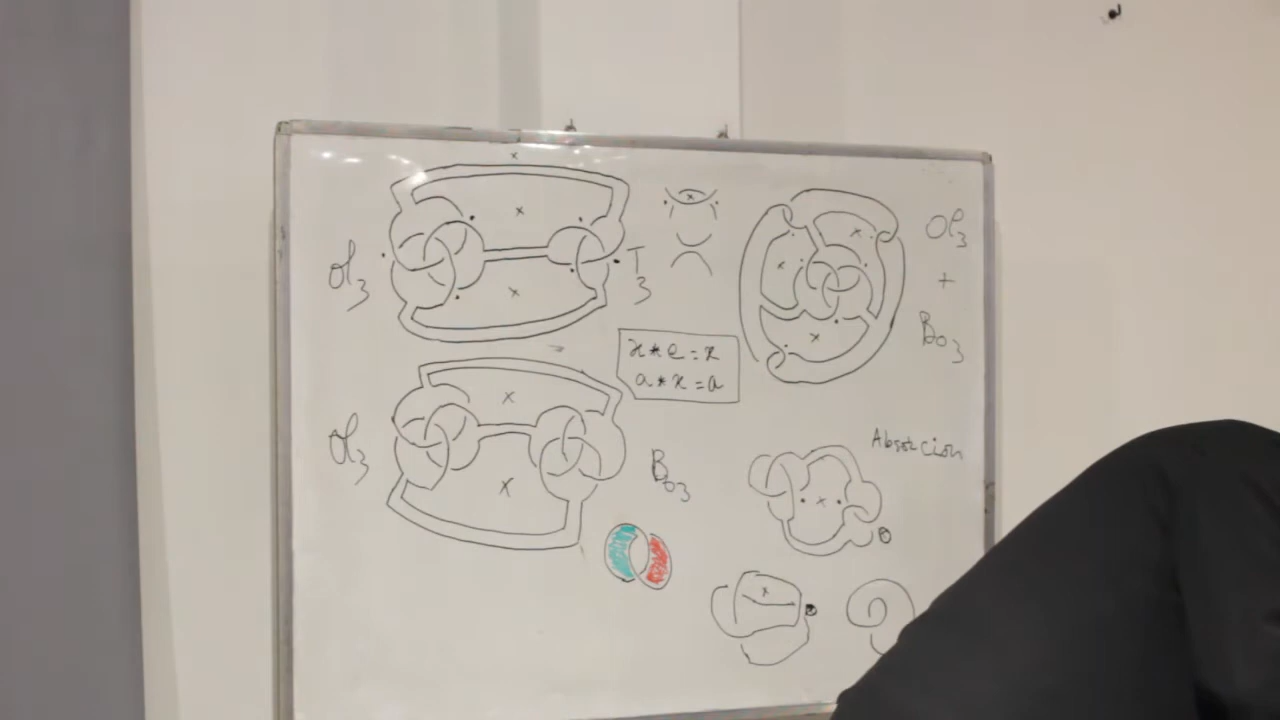 Ol₃
T₃
Ol₃
+
Bo₃
x * e = x
a * x = a
Ol₃
Bo₃
Absorcion